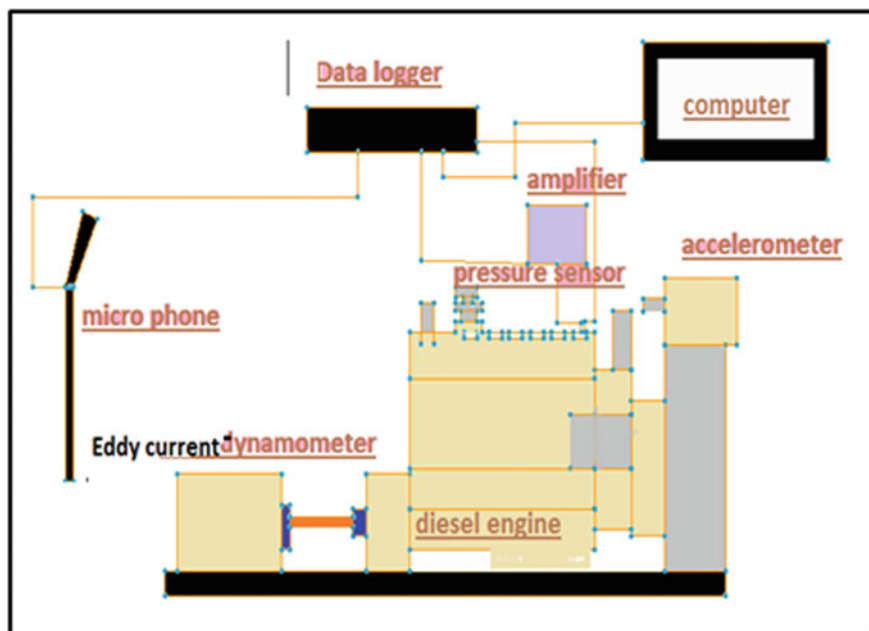 Data logger
computer
amplifier
accelerometer
pressure sensor
micro phone
Eddy current dynamometer
diesel engine